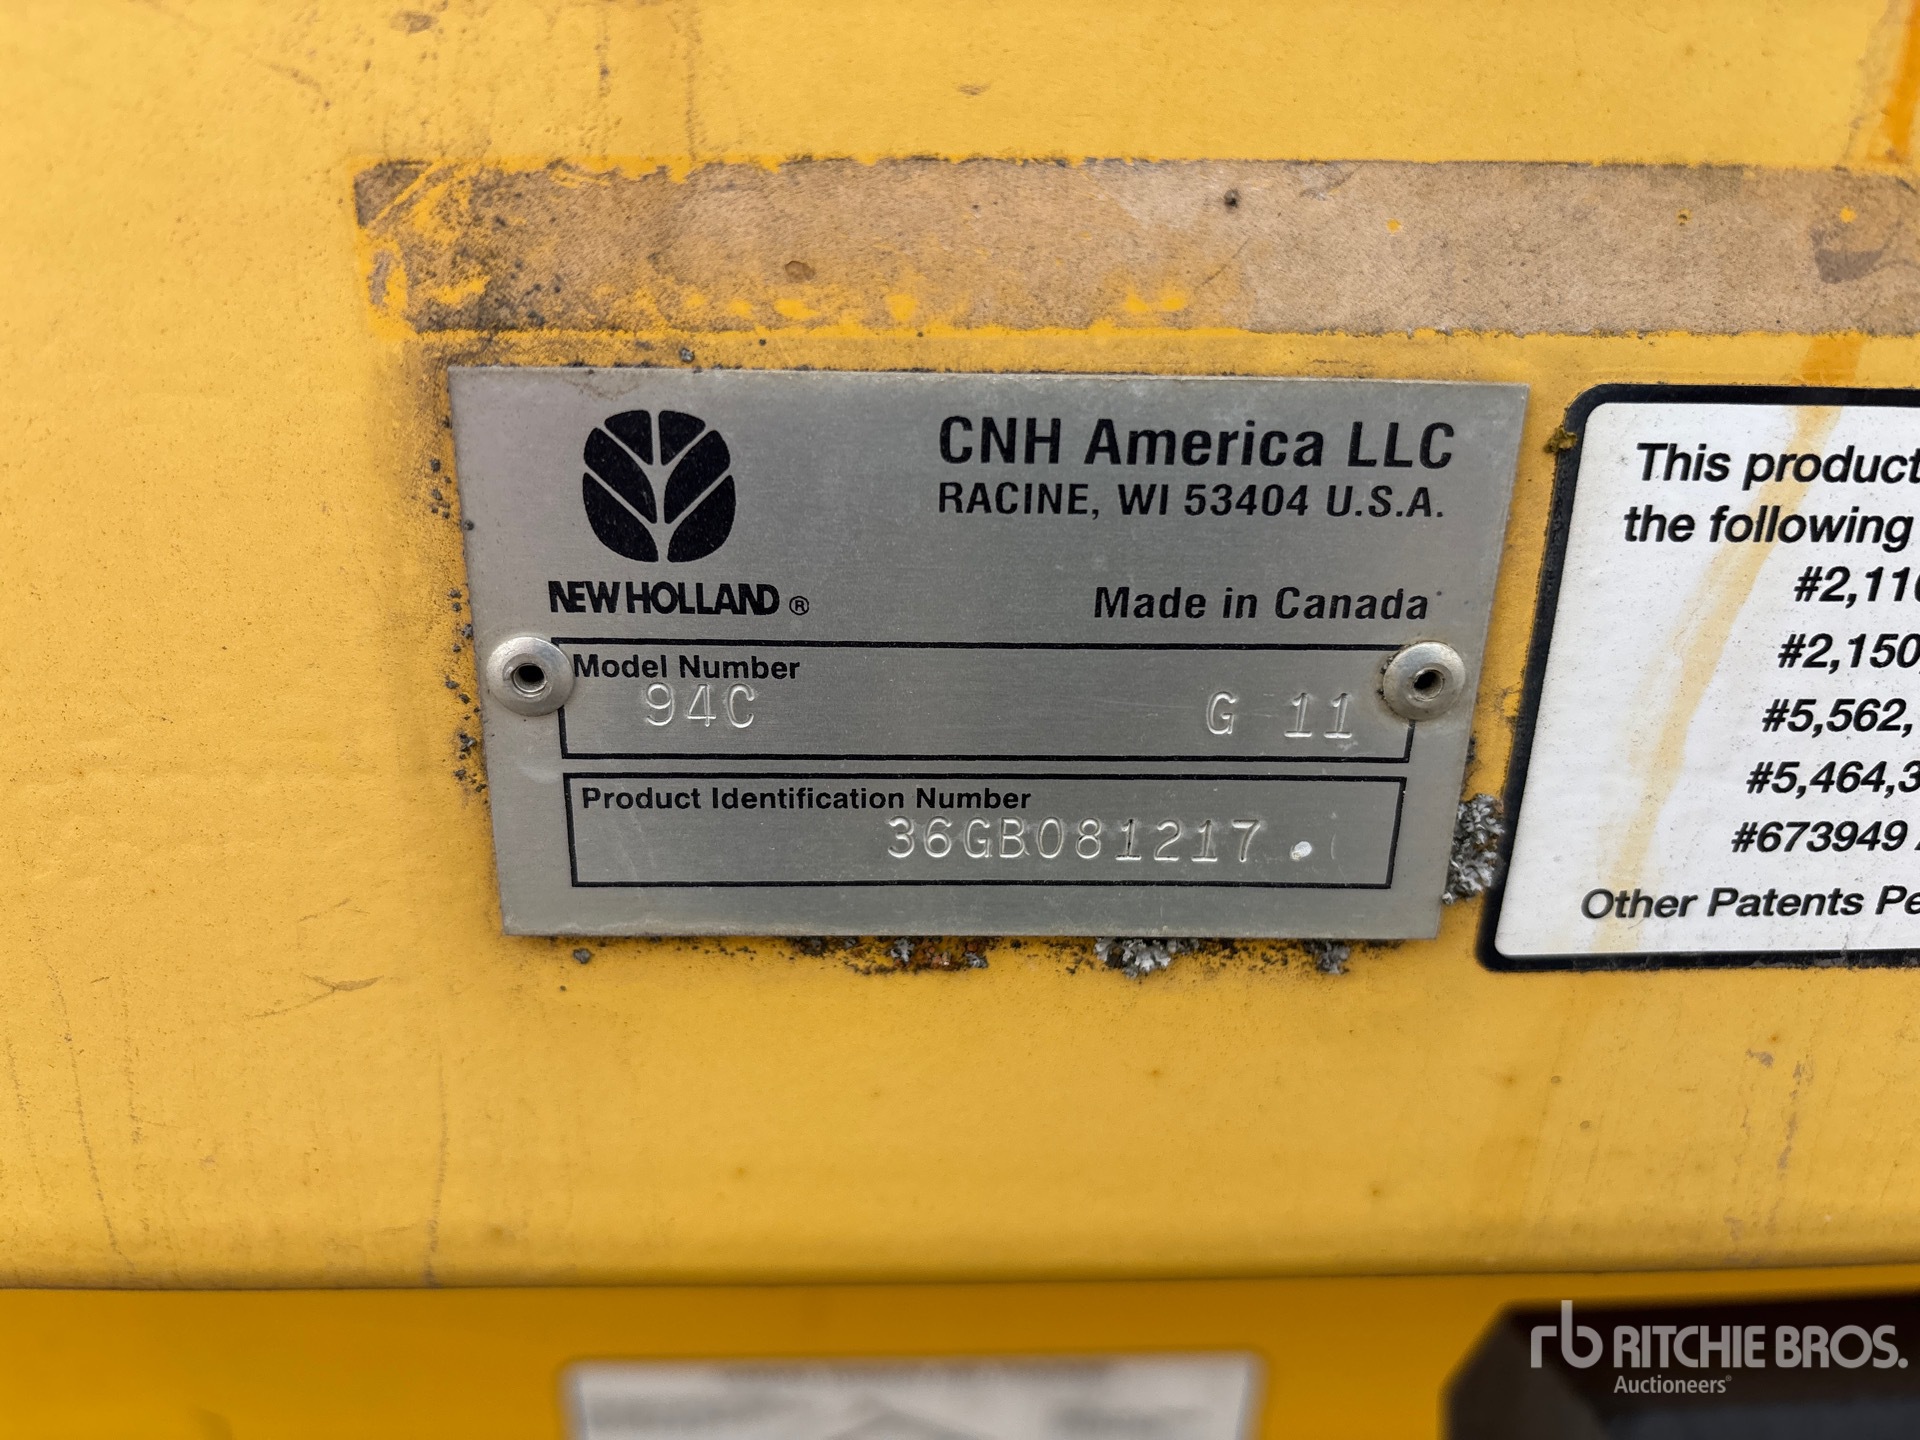 NEW HOLLAND ®
CNH America LLC
RACINE, WI 53404 U.S.A.
Made in Canada
Model Number
94C G 11
Product Identification Number
36GB081217.
This product
the following
#2,11
#2,150,
#5,562,
#5,464,3
#673949
Other Patents Pe
rb RITCHIE BROS.
Auctioneers